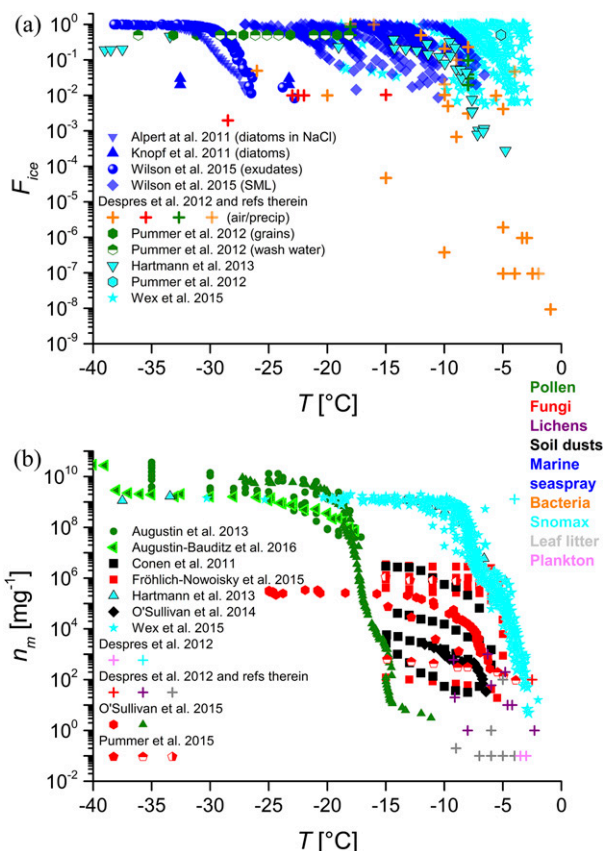 (a)
10¹
10⁰
10⁻¹
10⁻²
10⁻³
10⁻⁴
10⁻⁵
10⁻⁶
10⁻⁷
10⁻⁸
10⁻⁹
F_ice
Alpert at al. 2011 (diatoms in NaCl)
Knopf et al. 2011 (diatoms)
Wilson et al. 2015 (exudates)
Wilson et al. 2015 (SML)
Despres et al. 2012 and refs therein
(air/precip)
Pummer et al. 2012 (grains)
Pummer et al. 2012 (wash water)
Hartmann et al. 2013
Pummer et al. 2012
Wex et al. 2015
-40 -35 -30 -25 -20 -15 -10 -5 0
T [°C]
Pollen
Fungi
Lichens
Soil dusts
Marine
seaspray
Bacteria
Snomax
Leaf litter
Plankton
(b)
10¹⁰
10⁸
10⁶
10⁴
10²
10⁰
10⁻²
n_m [mg⁻¹]
Augustin et al. 2013
Augustin-Bauditz et al. 2016
Conen et al. 2011
Fröhlich-Nowoisky et al. 2015
Hartmann et al. 2013
O'Sullivan et al. 2014
Wex et al. 2015
Despres et al. 2012
Despres et al. 2012 and refs therein
O'Sullivan et al. 2015
Pummer et al. 2015
-40 -35 -30 -25 -20 -15 -10 -5 0
T [°C]